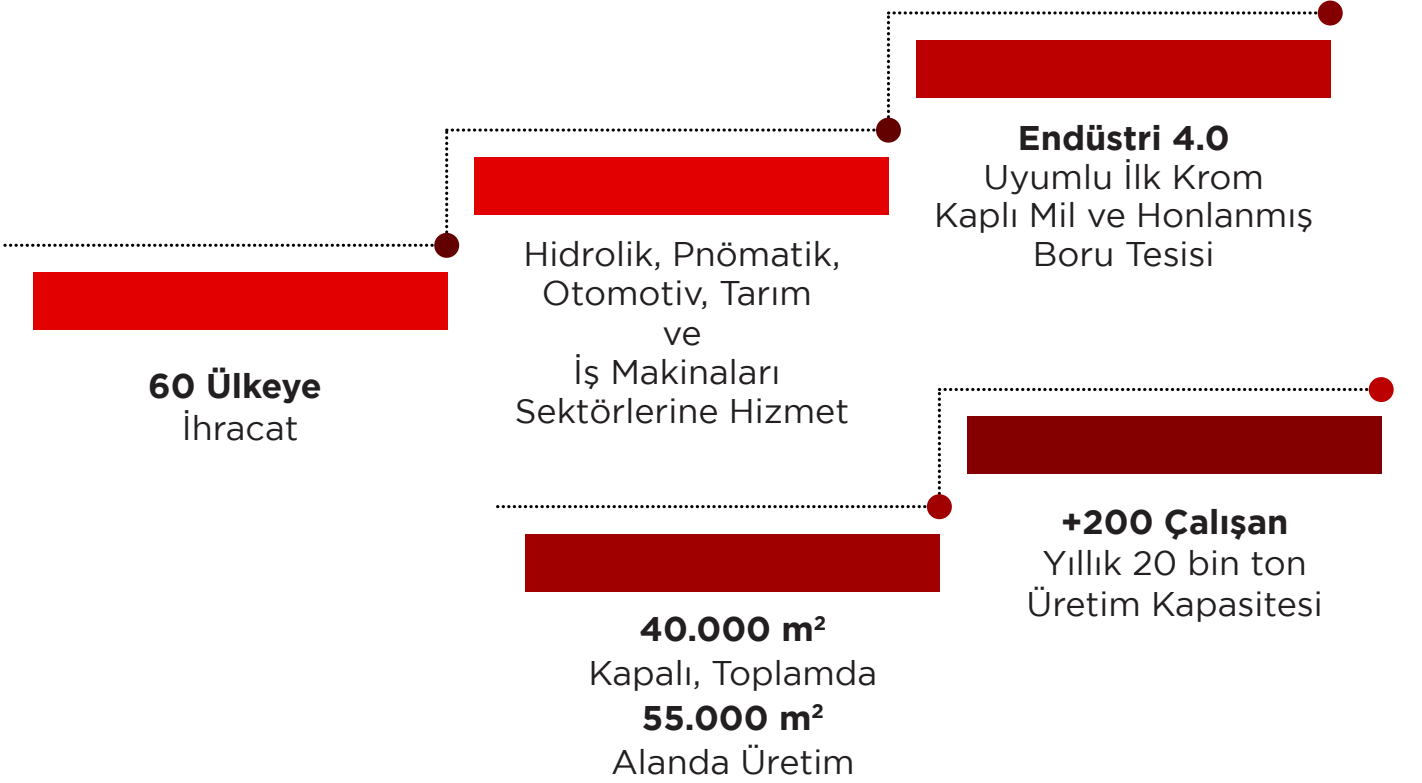 60 Ülkeye
İhracat
Hidrolik, Pnömatik,
Otomotiv, Tarım
ve
İş Makinaları
Sektörlerine Hizmet
Endüstri 4.0
Uyumlu İlk Krom
Kaplı Mil ve Honlanmış
Boru Tesisi
40.000 m²
Kapalı, Toplamda
55.000 m²
Alanda Üretim
+200 Çalışan
Yıllık 20 bin ton
Üretim Kapasitesi